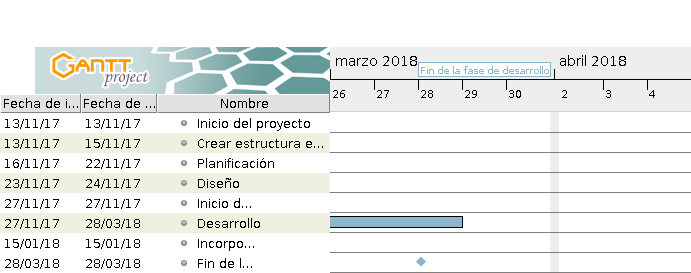 GANTT project
marzo 2018 abril 2018
Fin de la fase de desarrollo
26 27 28 29 30 2 3 4
Fecha de i... Fecha de ... Nombre
13/11/17 13/11/17 Inicio del proyecto
13/11/17 15/11/17 Crear estructura e...
16/11/17 22/11/17 Planificación
23/11/17 24/11/17 Diseño
27/11/17 27/11/17 Inicio d...
27/11/17 28/03/18 Desarrollo
15/01/18 15/01/18 Incorpo...
28/03/18 28/03/18 Fin de l...